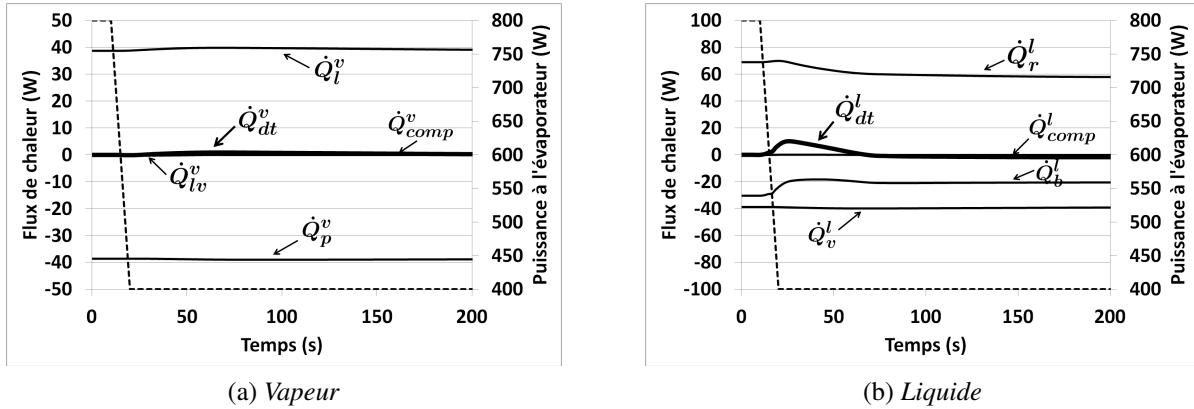 Flux de chaleur (W)
50
40
30
20
10
0
-10
-20
-30
-40
-50
0 50 100 150 200
Temps (s)
800
750
700
650
600
550
500
450
400
Puissance à l'évaporateur (W)
Q̇_l^v
Q̇_dt^v
Q̇_comp^v
Q̇_lv^v
Q̇_p^v
(a) Vapeur
Flux de chaleur (W)
100
80
60
40
20
0
-20
-40
-60
-80
-100
0 50 100 150 200
Temps (s)
800
750
700
650
600
550
500
450
400
Puissance à l'évaporateur (W)
Q̇_r^l
Q̇_dt^l
Q̇_comp^l
Q̇_b^l
Q̇_v^l
(b) Liquide